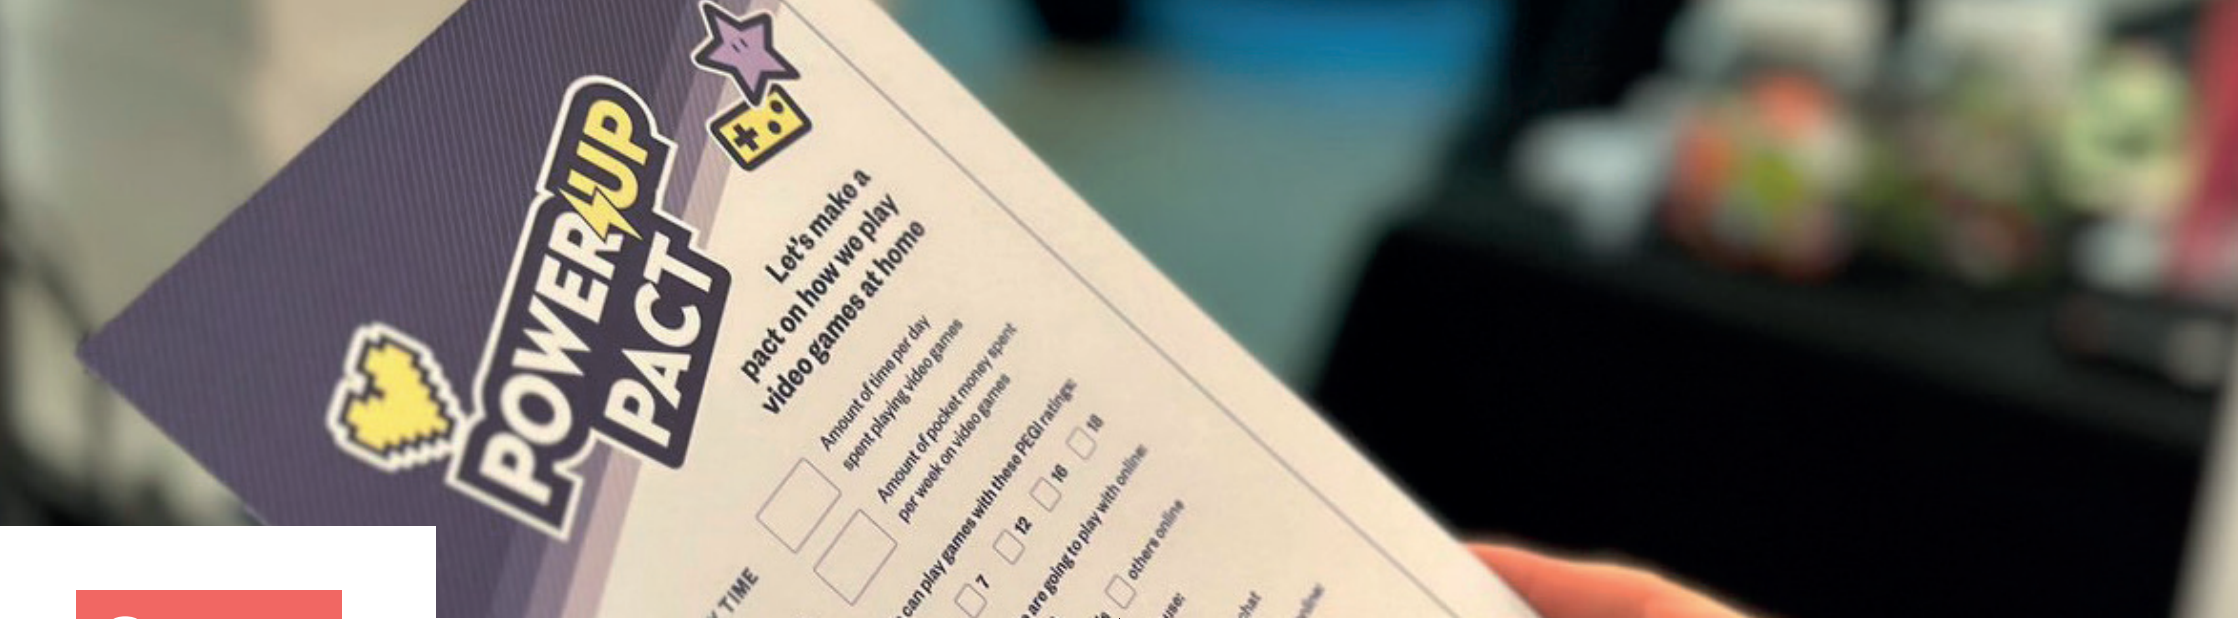 POWER UP
PACT
Let's make a
pact on how we play
video games at home
Amount of time per day
spent playing video games
Amount of pocket money spent
per week on video games
TIME
can play games with these PEGI ratings:
7 12 16 18
are going to play with online:
others online
use: